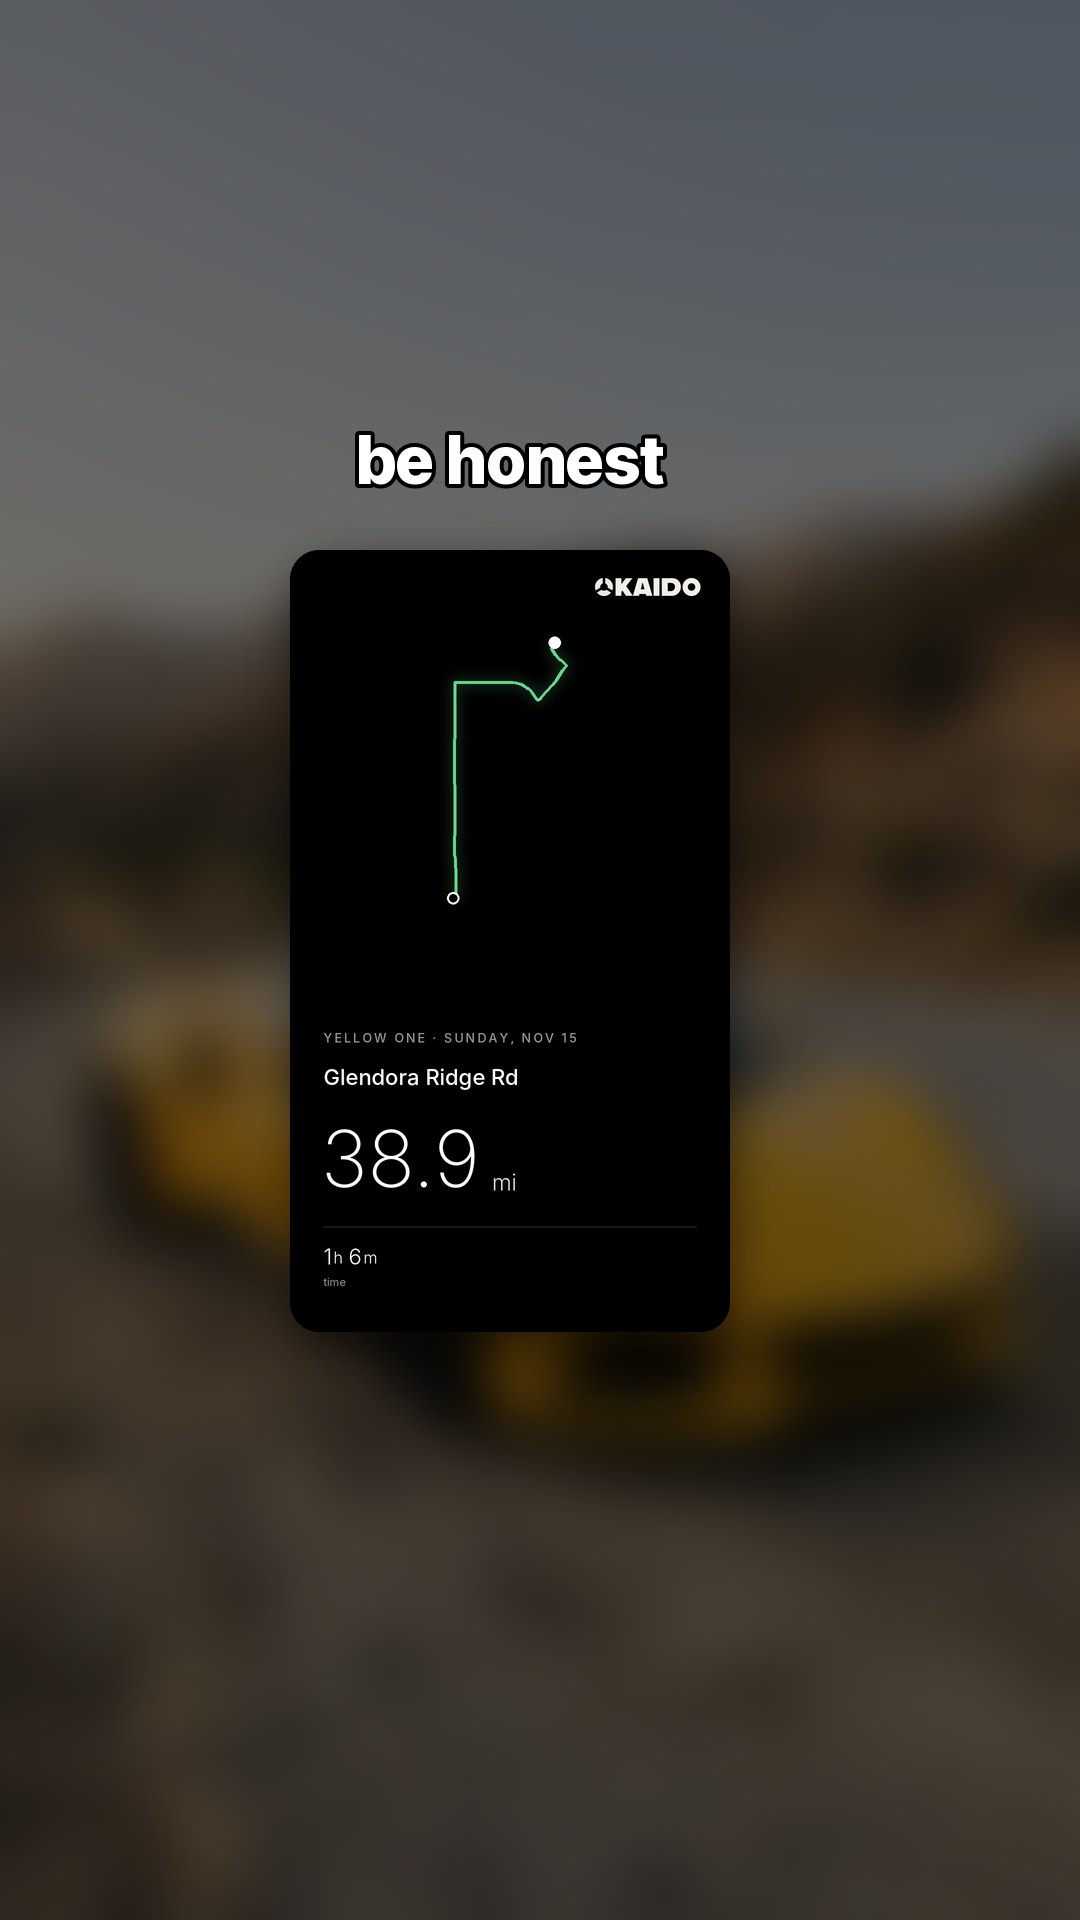 be honest
KAIDO
YELLOW ONE · SUNDAY, NOV 15
Glendora Ridge Rd
38.9 mi
1h 6m
time